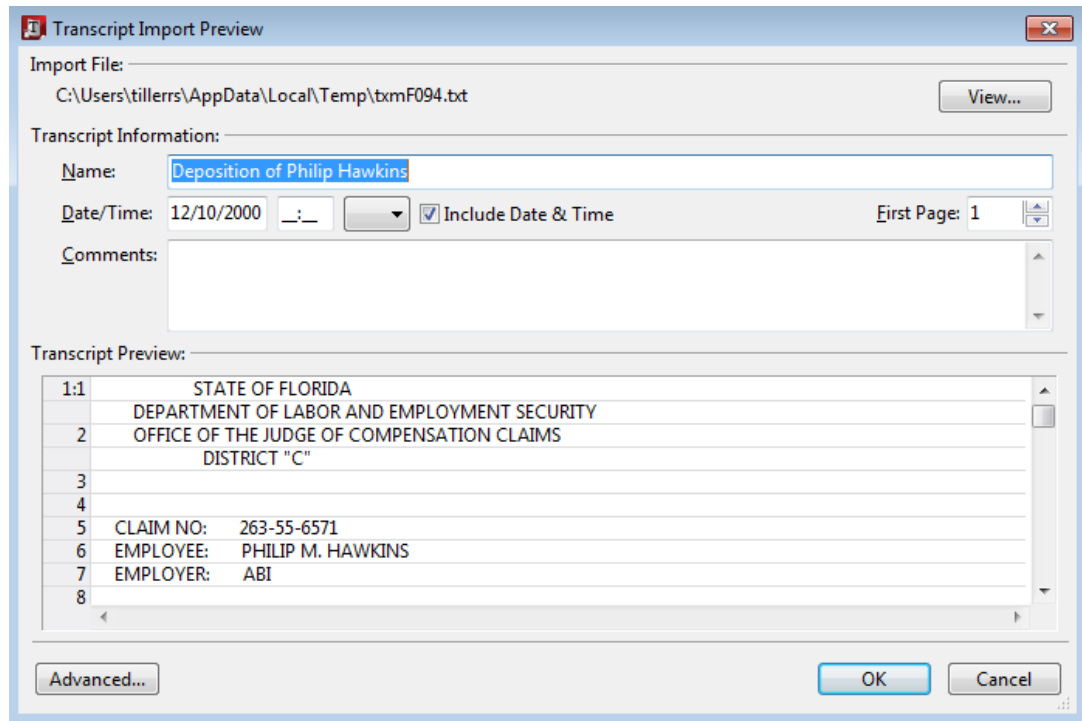 Transcript Import Preview
Import File:
C:\Users\tillerrs\AppData\Local\Temp\txmF094.txt View...
Transcript Information:
Name: Deposition of Philip Hawkins
Date/Time: 12/10/2000 __:__ Include Date & Time First Page: 1
Comments:
Transcript Preview:
1:1 STATE OF FLORIDA
DEPARTMENT OF LABOR AND EMPLOYMENT SECURITY
2 OFFICE OF THE JUDGE OF COMPENSATION CLAIMS
DISTRICT "C"
3
4
5 CLAIM NO: 263-55-6571
6 EMPLOYEE: PHILIP M. HAWKINS
7 EMPLOYER: ABI
8
Advanced... OK Cancel